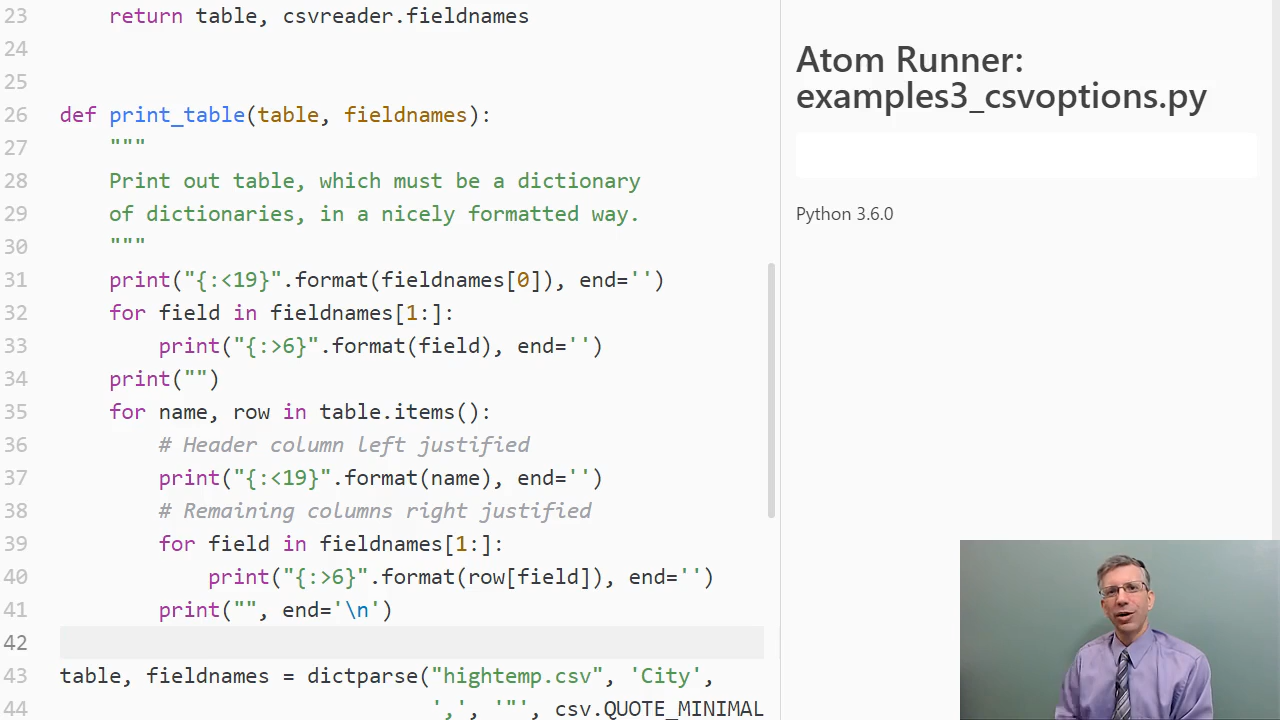 23 return table, csvreader.fieldnames
24
25
26 def print_table(table, fieldnames):
27 """
28 Print out table, which must be a dictionary
29 of dictionaries, in a nicely formatted way.
30 """
31 print("{:<19}".format(fieldnames[0]), end='')
32 for field in fieldnames[1:]:
33 print("{:>6}".format(field), end='')
34 print("")
35 for name, row in table.items():
36 # Header column left justified
37 print("{:<19}".format(name), end='')
38 # Remaining columns right justified
39 for field in fieldnames[1:]:
40 print("{:>6}".format(row[field]), end='')
41 print("", end='\n')
42
43 table, fieldnames = dictparse("hightemp.csv", 'City',
44 ',', '"', csv.QUOTE_MINIMAL
Atom Runner:
examples3_csvoptions.py
Python 3.6.0